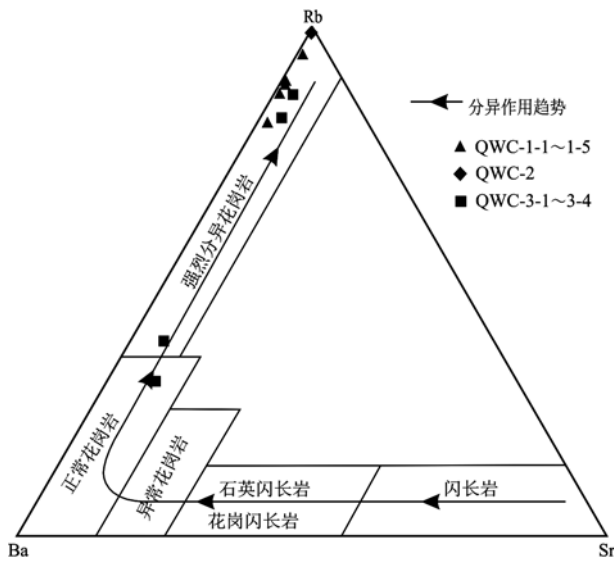 Rb
分异作用趋势
QWC-1-1～1-5
QWC-2
QWC-3-1～3-4
强烈分异花岗岩
正常花岗岩
异常花岗岩
石英闪长岩
花岗闪长岩
闪长岩
Ba
Sr